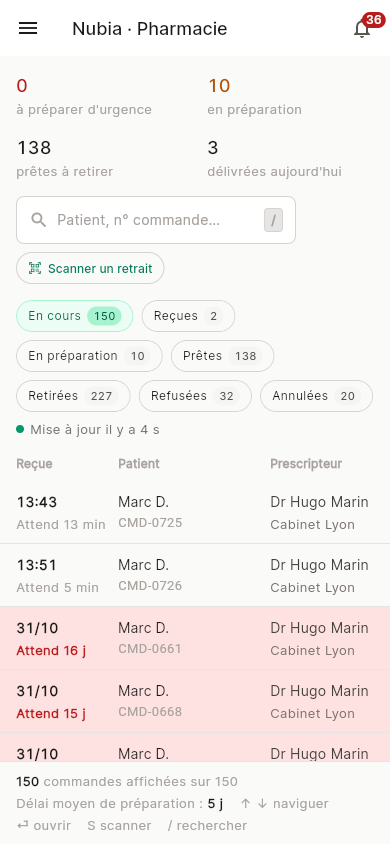 Nubia · Pharmacie
36
0
à préparer d'urgence
10
en préparation
138
prêtes à retirer
3
délivrées aujourd'hui
Patient, n° commande... /
Scanner un retrait
En cours 150
Reçues 2
En préparation 10
Prêtes 138
Retirées 227
Refusées 32
Annulées 20
Mise à jour il y a 4 s
Reçue Patient Prescripteur
13:43 Marc D. Dr Hugo Marin
Attend 13 min CMD-0725 Cabinet Lyon
13:51 Marc D. Dr Hugo Marin
Attend 5 min CMD-0726 Cabinet Lyon
31/10 Marc D. Dr Hugo Marin
Attend 16 j CMD-0661 Cabinet Lyon
31/10 Marc D. Dr Hugo Marin
Attend 15 j CMD-0668 Cabinet Lyon
31/10 Marc D. Dr Hugo Marin
150 commandes affichées sur 150
Délai moyen de préparation : 5 j ↑ ↓ naviguer
⏎ ouvrir S scanner / rechercher